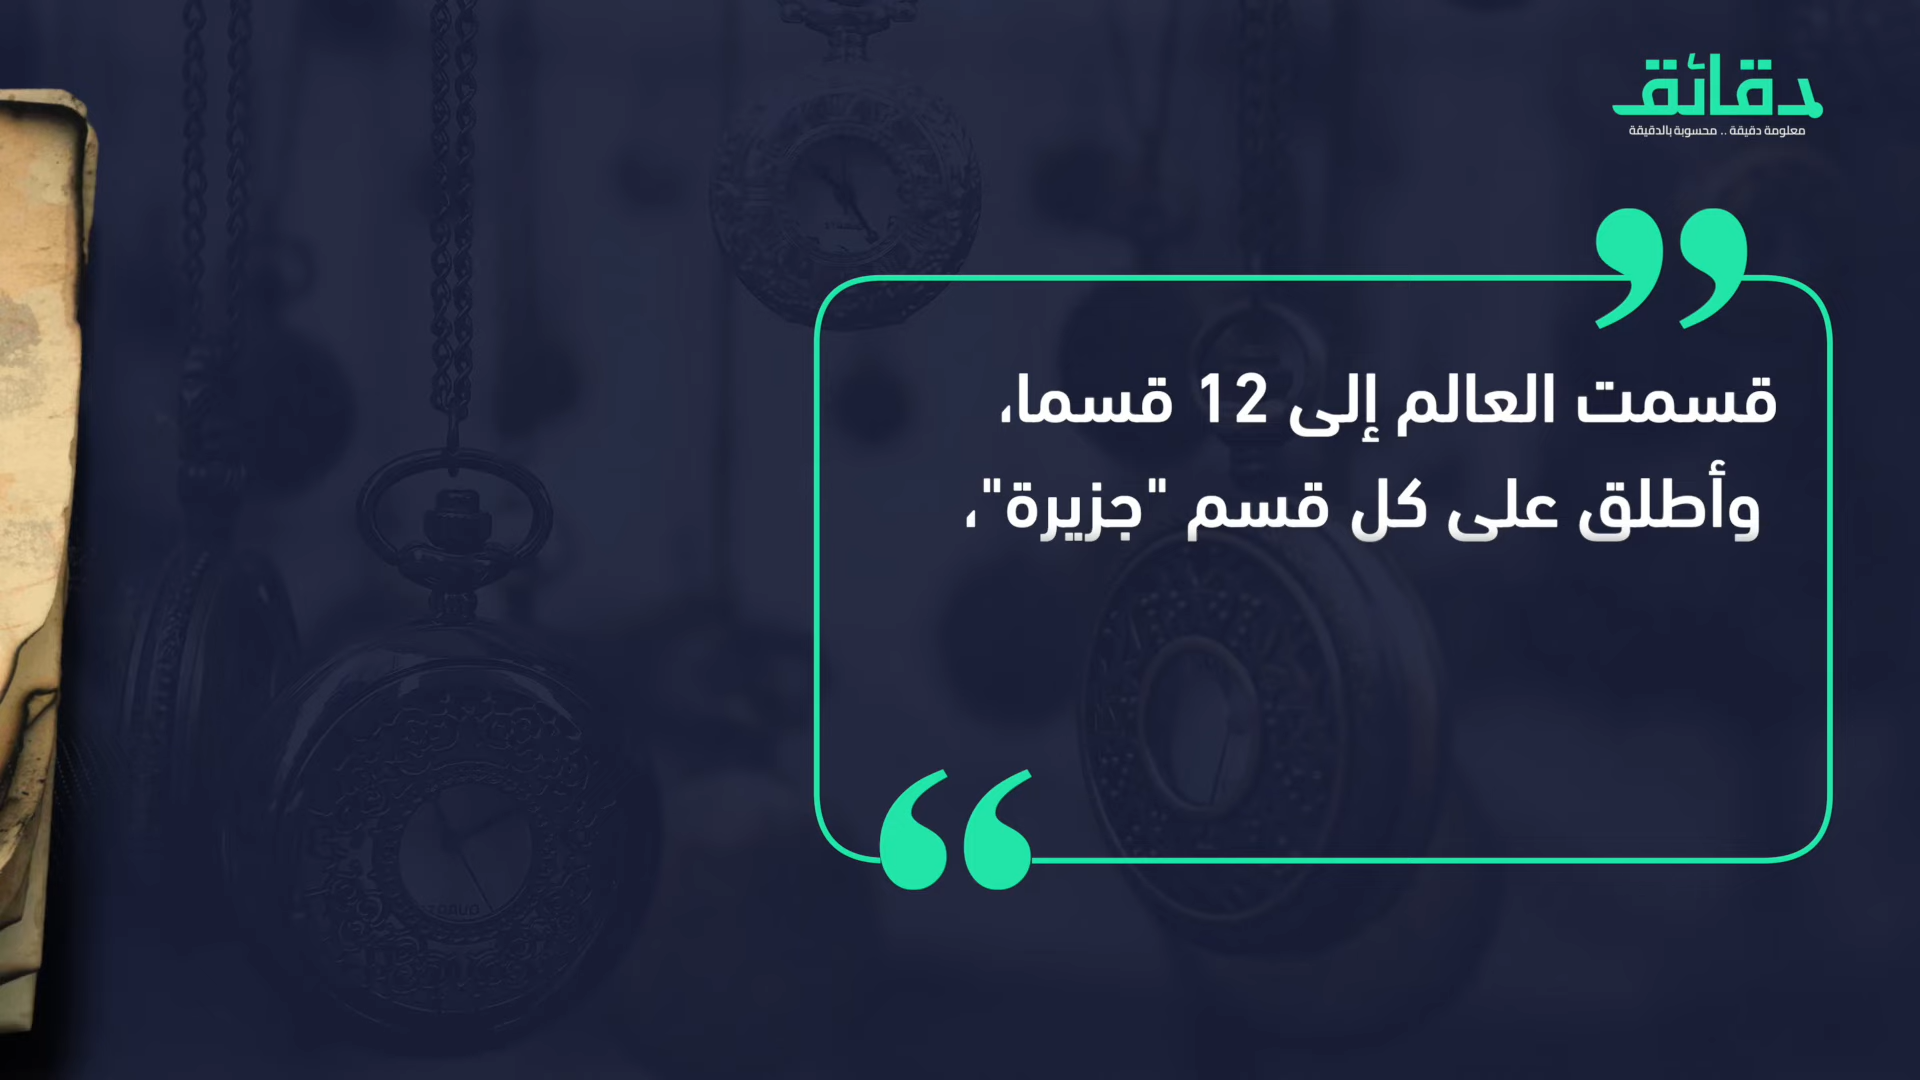 دقائق
معلومة دقيقة .. محسوبة بالدقيقة
قسمت العالم إلى 12 قسما،
وأطلق على كل قسم "جزيرة"،